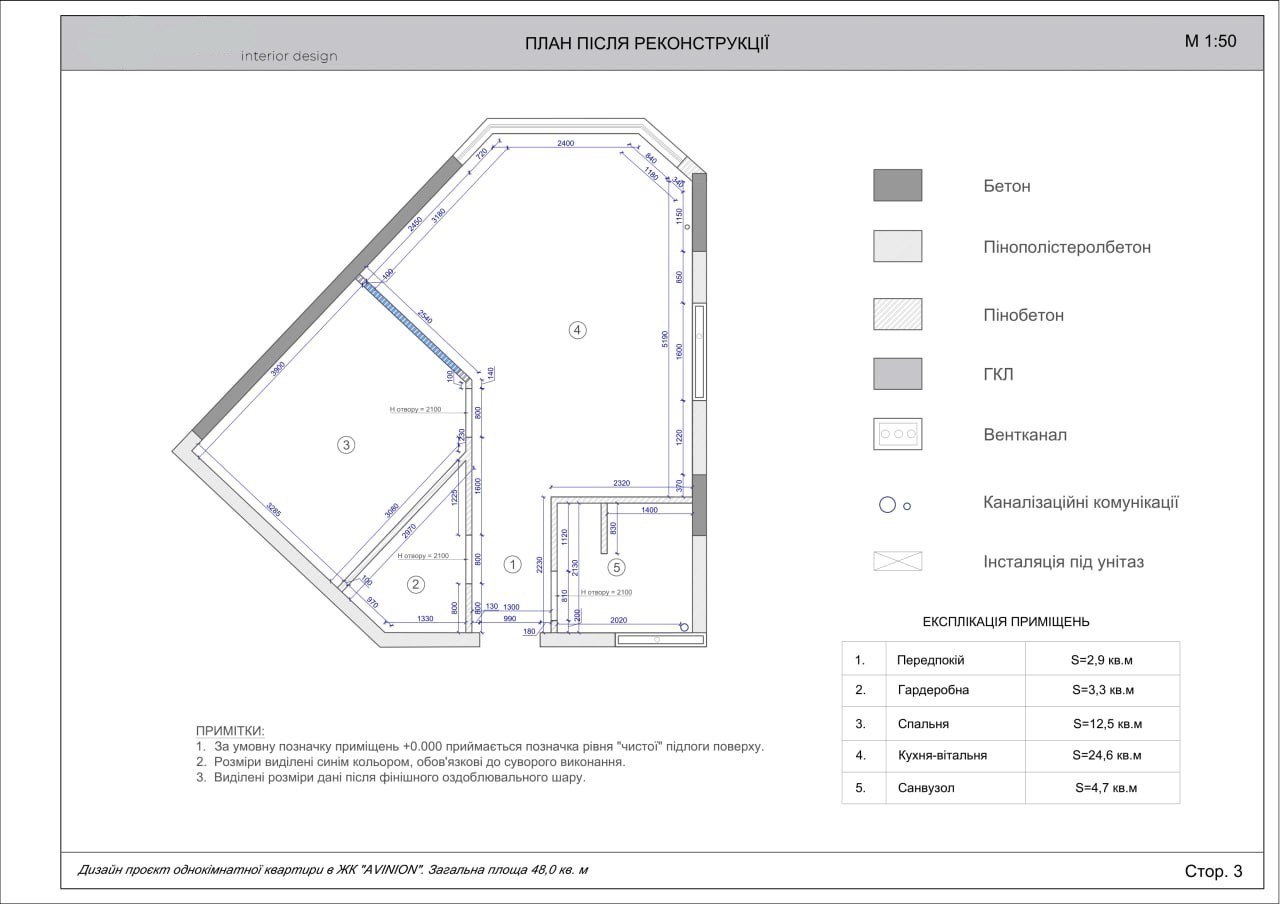 interior design
ПЛАН ПІСЛЯ РЕКОНСТРУКЦІЇ
М 1:50
2400
720
840
1180
340
1150
2450
3180
400
850
2540
4
5190
1600
3900
100
140
Н отвору = 2100
800
230
3
1220
370
2320
1400
3285
3080
1225
1600
2970
830
1120
2230
2130
Н отвору = 2100
800
1
5
100
2
970
810
Н отвору = 2100
800
800
130
1300
200
1330
990
180
2020
Бетон
Пінополістеролбетон
Пінобетон
ГКЛ
Вентканал
Каналізаційні комунікації
Інсталяція під унітаз
ЕКСПЛІКАЦІЯ ПРИМІЩЕНЬ
1. Передпокій S=2,9 кв.м
2. Гардеробна S=3,3 кв.м
3. Спальня S=12,5 кв.м
4. Кухня-вітальня S=24,6 кв.м
5. Санвузол S=4,7 кв.м
ПРИМІТКИ:
1. За умовну позначку приміщень +0.000 приймається позначка рівня "чистої" підлоги поверху.
2. Розміри виділені синім кольором, обов'язкові до суворого виконання.
3. Виділені розміри дані після фінішного оздоблювального шару.
Дизайн проєкт однокімнатної квартири в ЖК "AVINION". Загальна площа 48,0 кв. м
Стор. 3